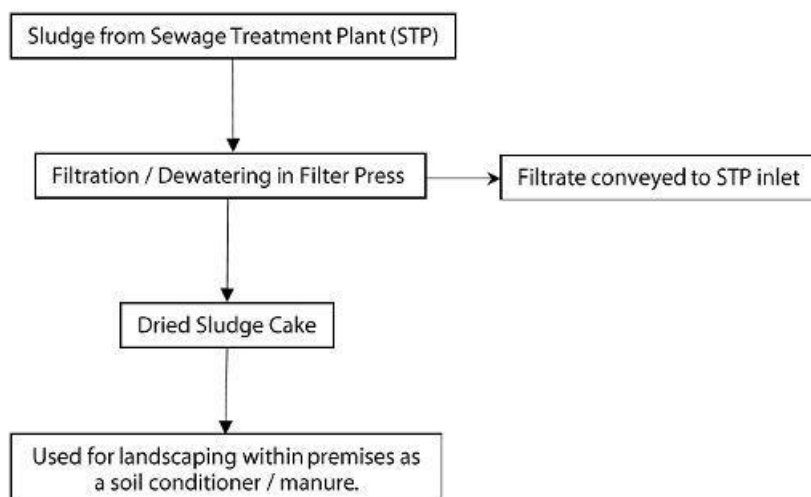 Sludge from Sewage Treatment Plant (STP)
Filtration / Dewatering in Filter Press
Filtrate conveyed to STP inlet
Dried Sludge Cake
Used for landscaping within premises as
a soil conditioner / manure.